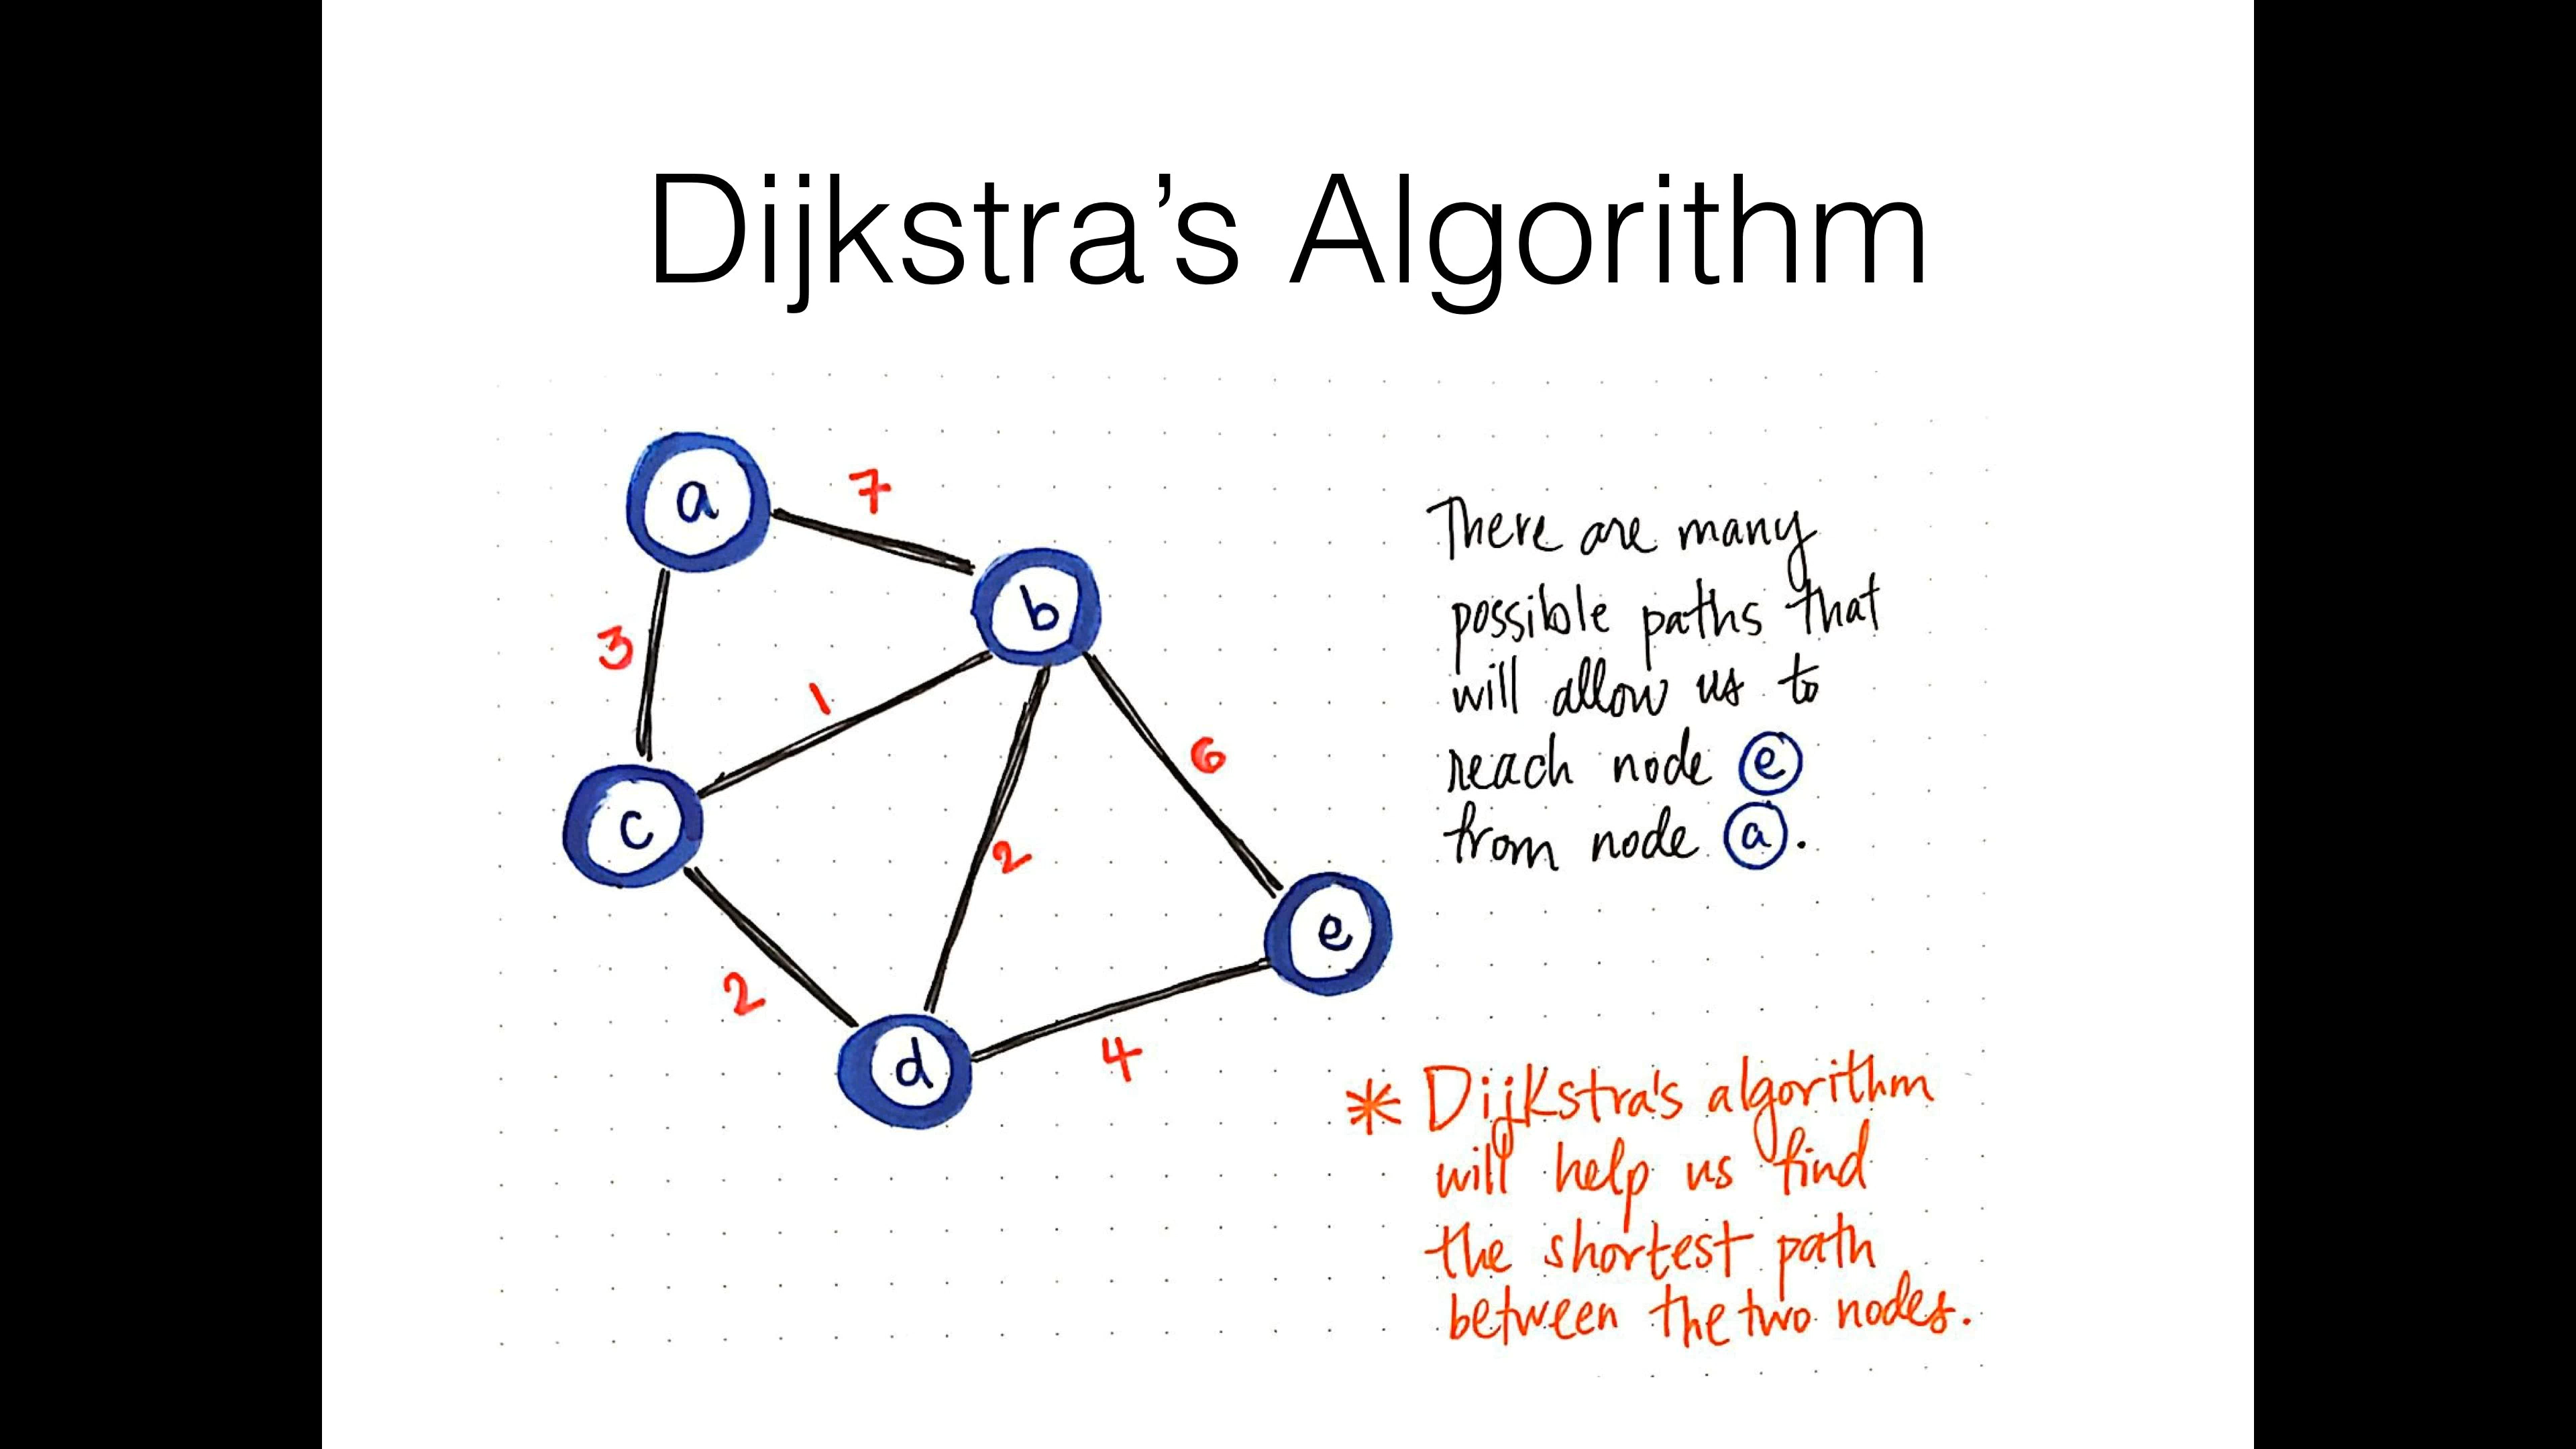 Dijkstra’s Algorithm
a
7
b
3
1
6
c
2
e
2
d
4
There are many
possible paths that
will allow us to
reach node e
from node a.
* Dijkstra's algorithm
will help us find
the shortest path
between the two nodes.